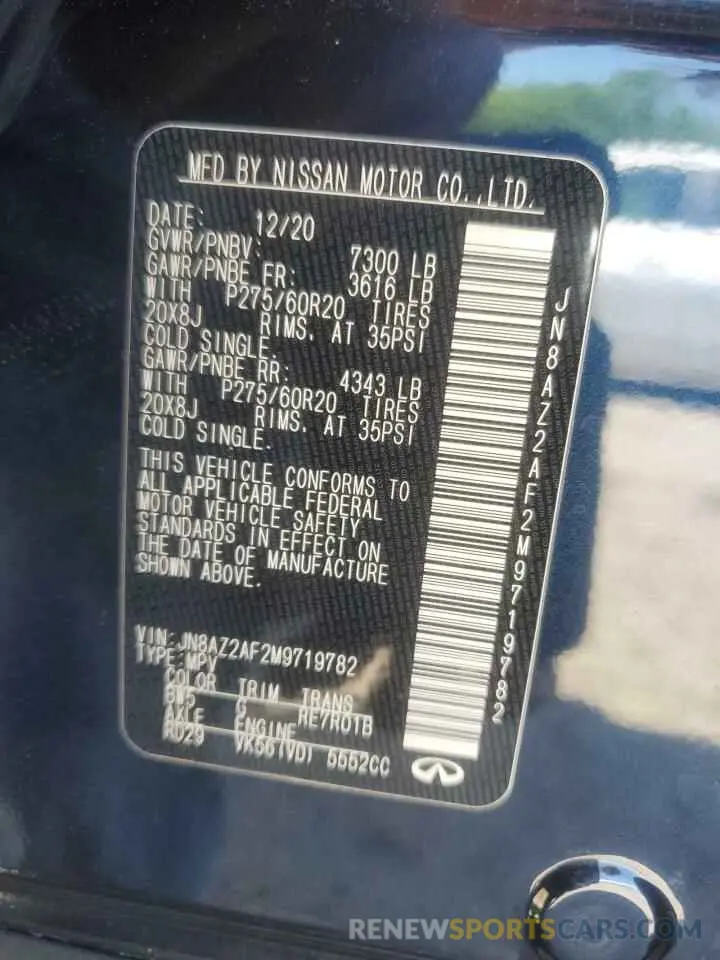 MFD BY NISSAN MOTOR CO.,LTD.
DATE: 12/20
GVWR/PNBV: 7300 LB
GAWR/PNBE FR: 3616 LB
WITH P275/60R20 TIRES
20X8J RIMS. AT 35PSI
COLD SINGLE.
GAWR/PNBE RR: 4343 LB
WITH P275/60R20 TIRES
20X8J RIMS. AT 35PSI
COLD SINGLE.
THIS VEHICLE CONFORMS TO
ALL APPLICABLE FEDERAL
MOTOR VEHICLE SAFETY
STANDARDS IN EFFECT ON
THE DATE OF MANUFACTURE
SHOWN ABOVE.
VIN:JN8AZ2AF2M9719782
TYPE:MPV
COLOR TRIM TRANS
BW5 G RE7R01B
AXLE ENGINE
RD29 VK56(VD) 5552CC
JN8AZ2AF2M9719782
RENEWSPORTSCARS.COM